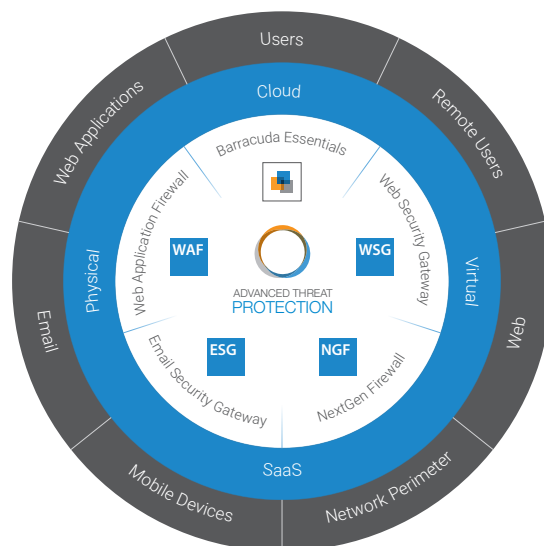 Users
Remote Users
Web
Network Perimeter
Mobile Devices
Email
Web Applications
Cloud
Virtual
SaaS
Physical
Barracuda Essentials
Web Security Gateway
WSG
NextGen Firewall
NGF
Email Security Gateway
ESG
Web Application Firewall
WAF
ADVANCED THREAT
PROTECTION